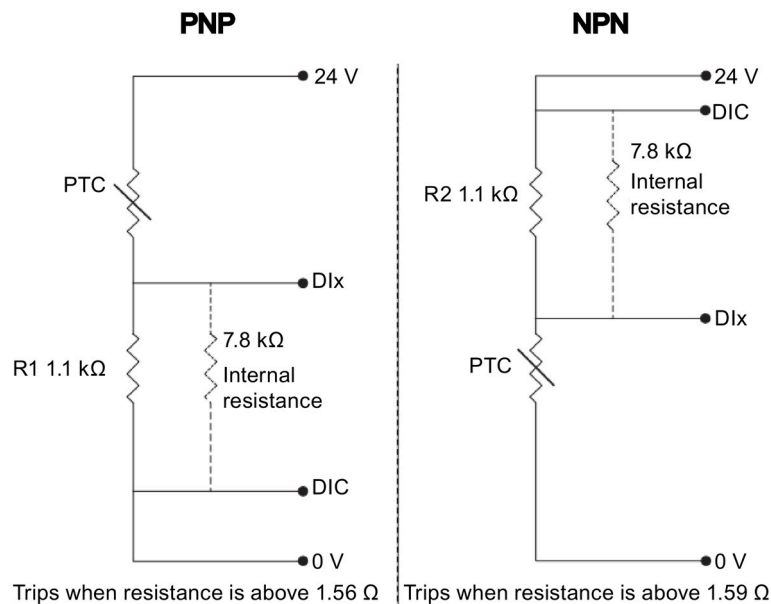 PNP
24 V
PTC
DIx
R1 1.1 kΩ
7.8 kΩ
Internal
resistance
DIC
0 V
Trips when resistance is above 1.56 Ω
NPN
24 V
DIC
7.8 kΩ
Internal
resistance
R2 1.1 kΩ
DIx
PTC
0 V
Trips when resistance is above 1.59 Ω